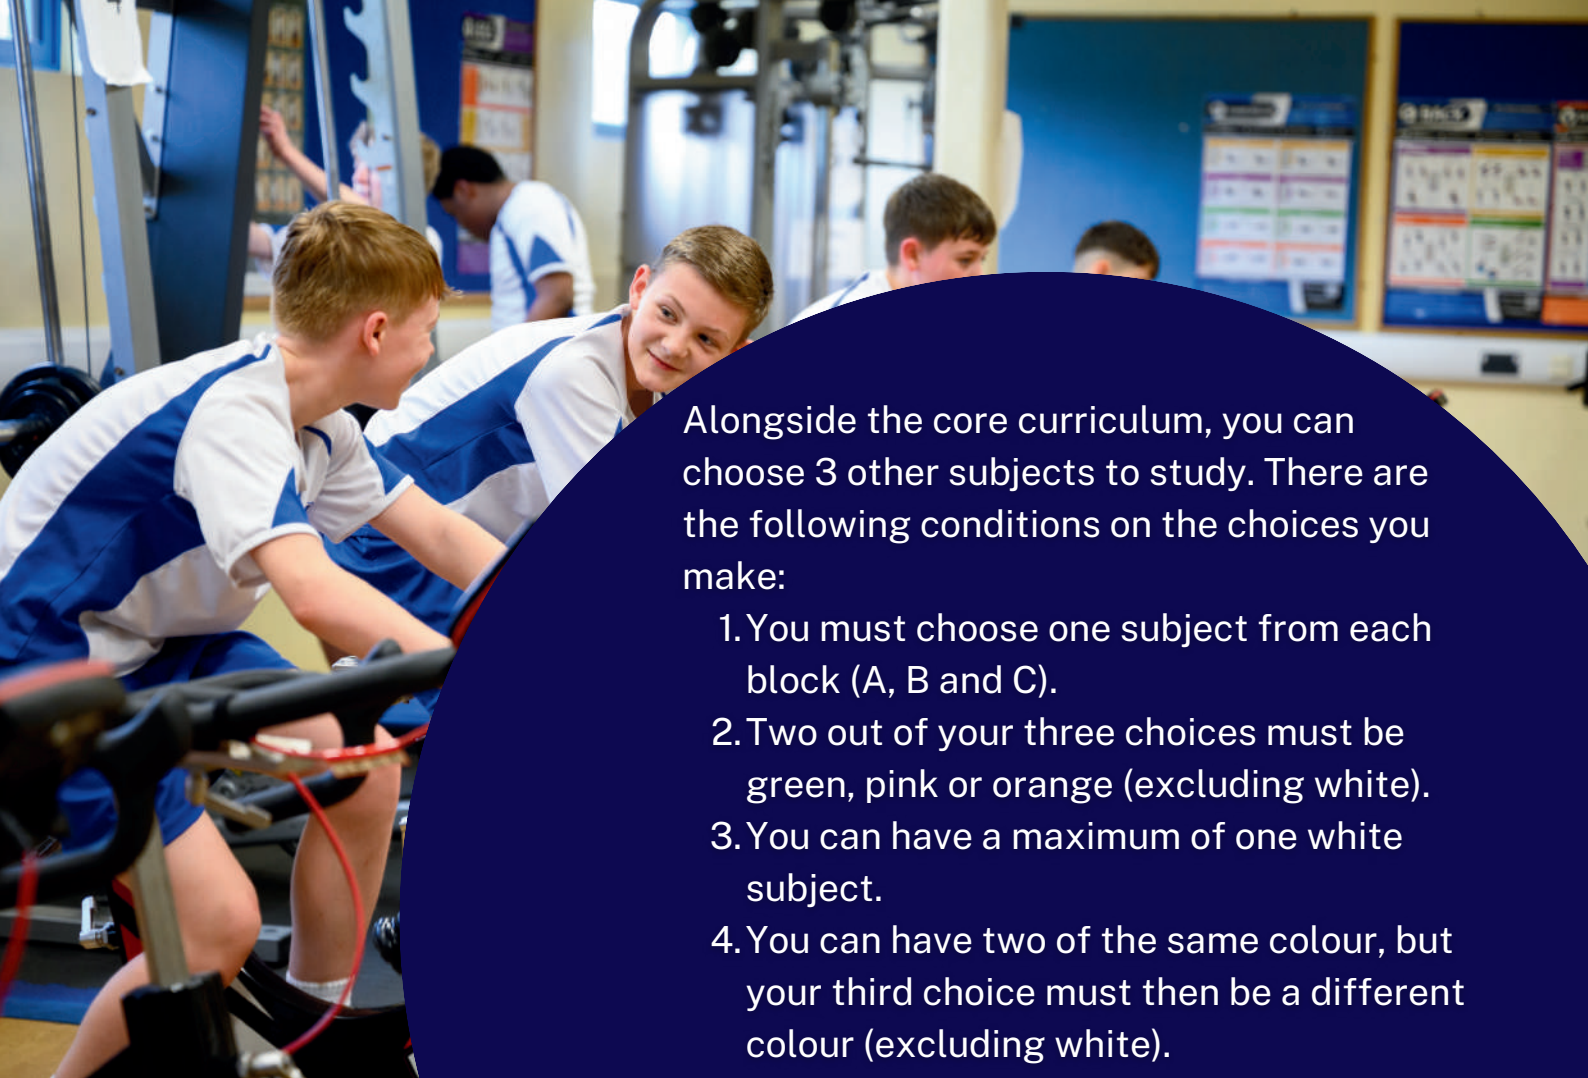 Alongside the core curriculum, you can
choose 3 other subjects to study. There are
the following conditions on the choices you
make:
1. You must choose one subject from each
block (A, B and C).
2. Two out of your three choices must be
green, pink or orange (excluding white).
3. You can have a maximum of one white
subject.
4. You can have two of the same colour, but
your third choice must then be a different
colour (excluding white).